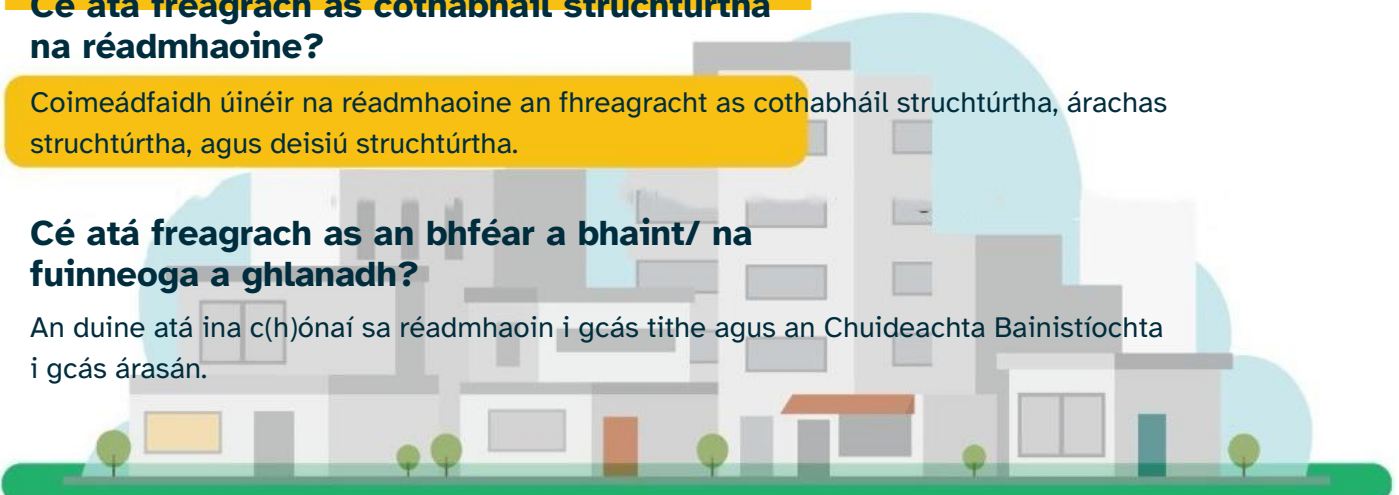 Cé atá freagrach as cothabháil struchtúrtha
na réadmhaoine?
Coimeádfaidh úinéir na réadmhaoine an fhreagracht as cothabháil struchtúrtha, árachas
struchtúrtha, agus deisiú struchtúrtha.
Cé atá freagrach as an bhféar a bhaint/ na
fuinneoga a ghlanadh?
An duine atá ina c(h)ónaí sa réadmhaoin i gcás tithe agus an Chuideachta Bainistíochta
i gcás árasán.